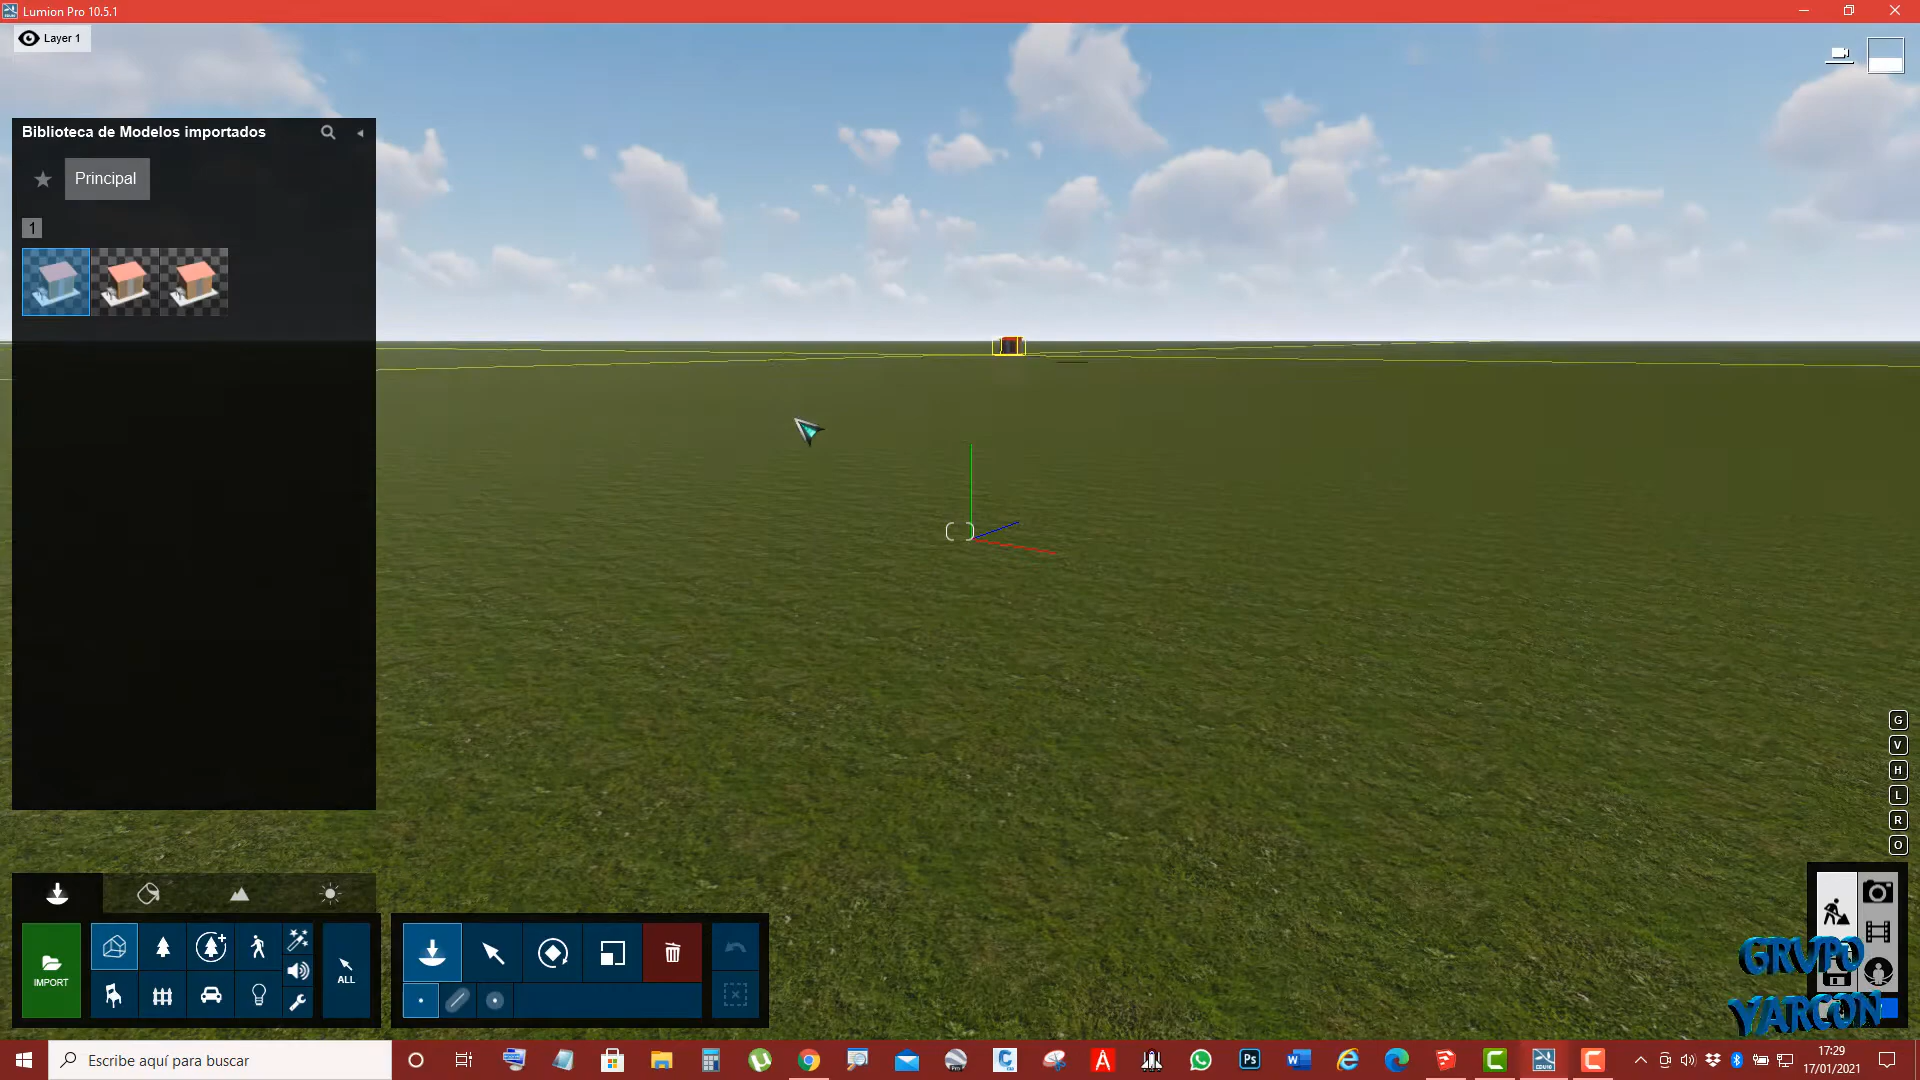 Lumion Pro 10.5.1
Layer 1
Biblioteca de Modelos importados
Principal
1
G
V
H
L
R
O
IMPORT
ALL
GRUPO
YARCON
Escribe aquí para buscar
17:29
17/01/2021